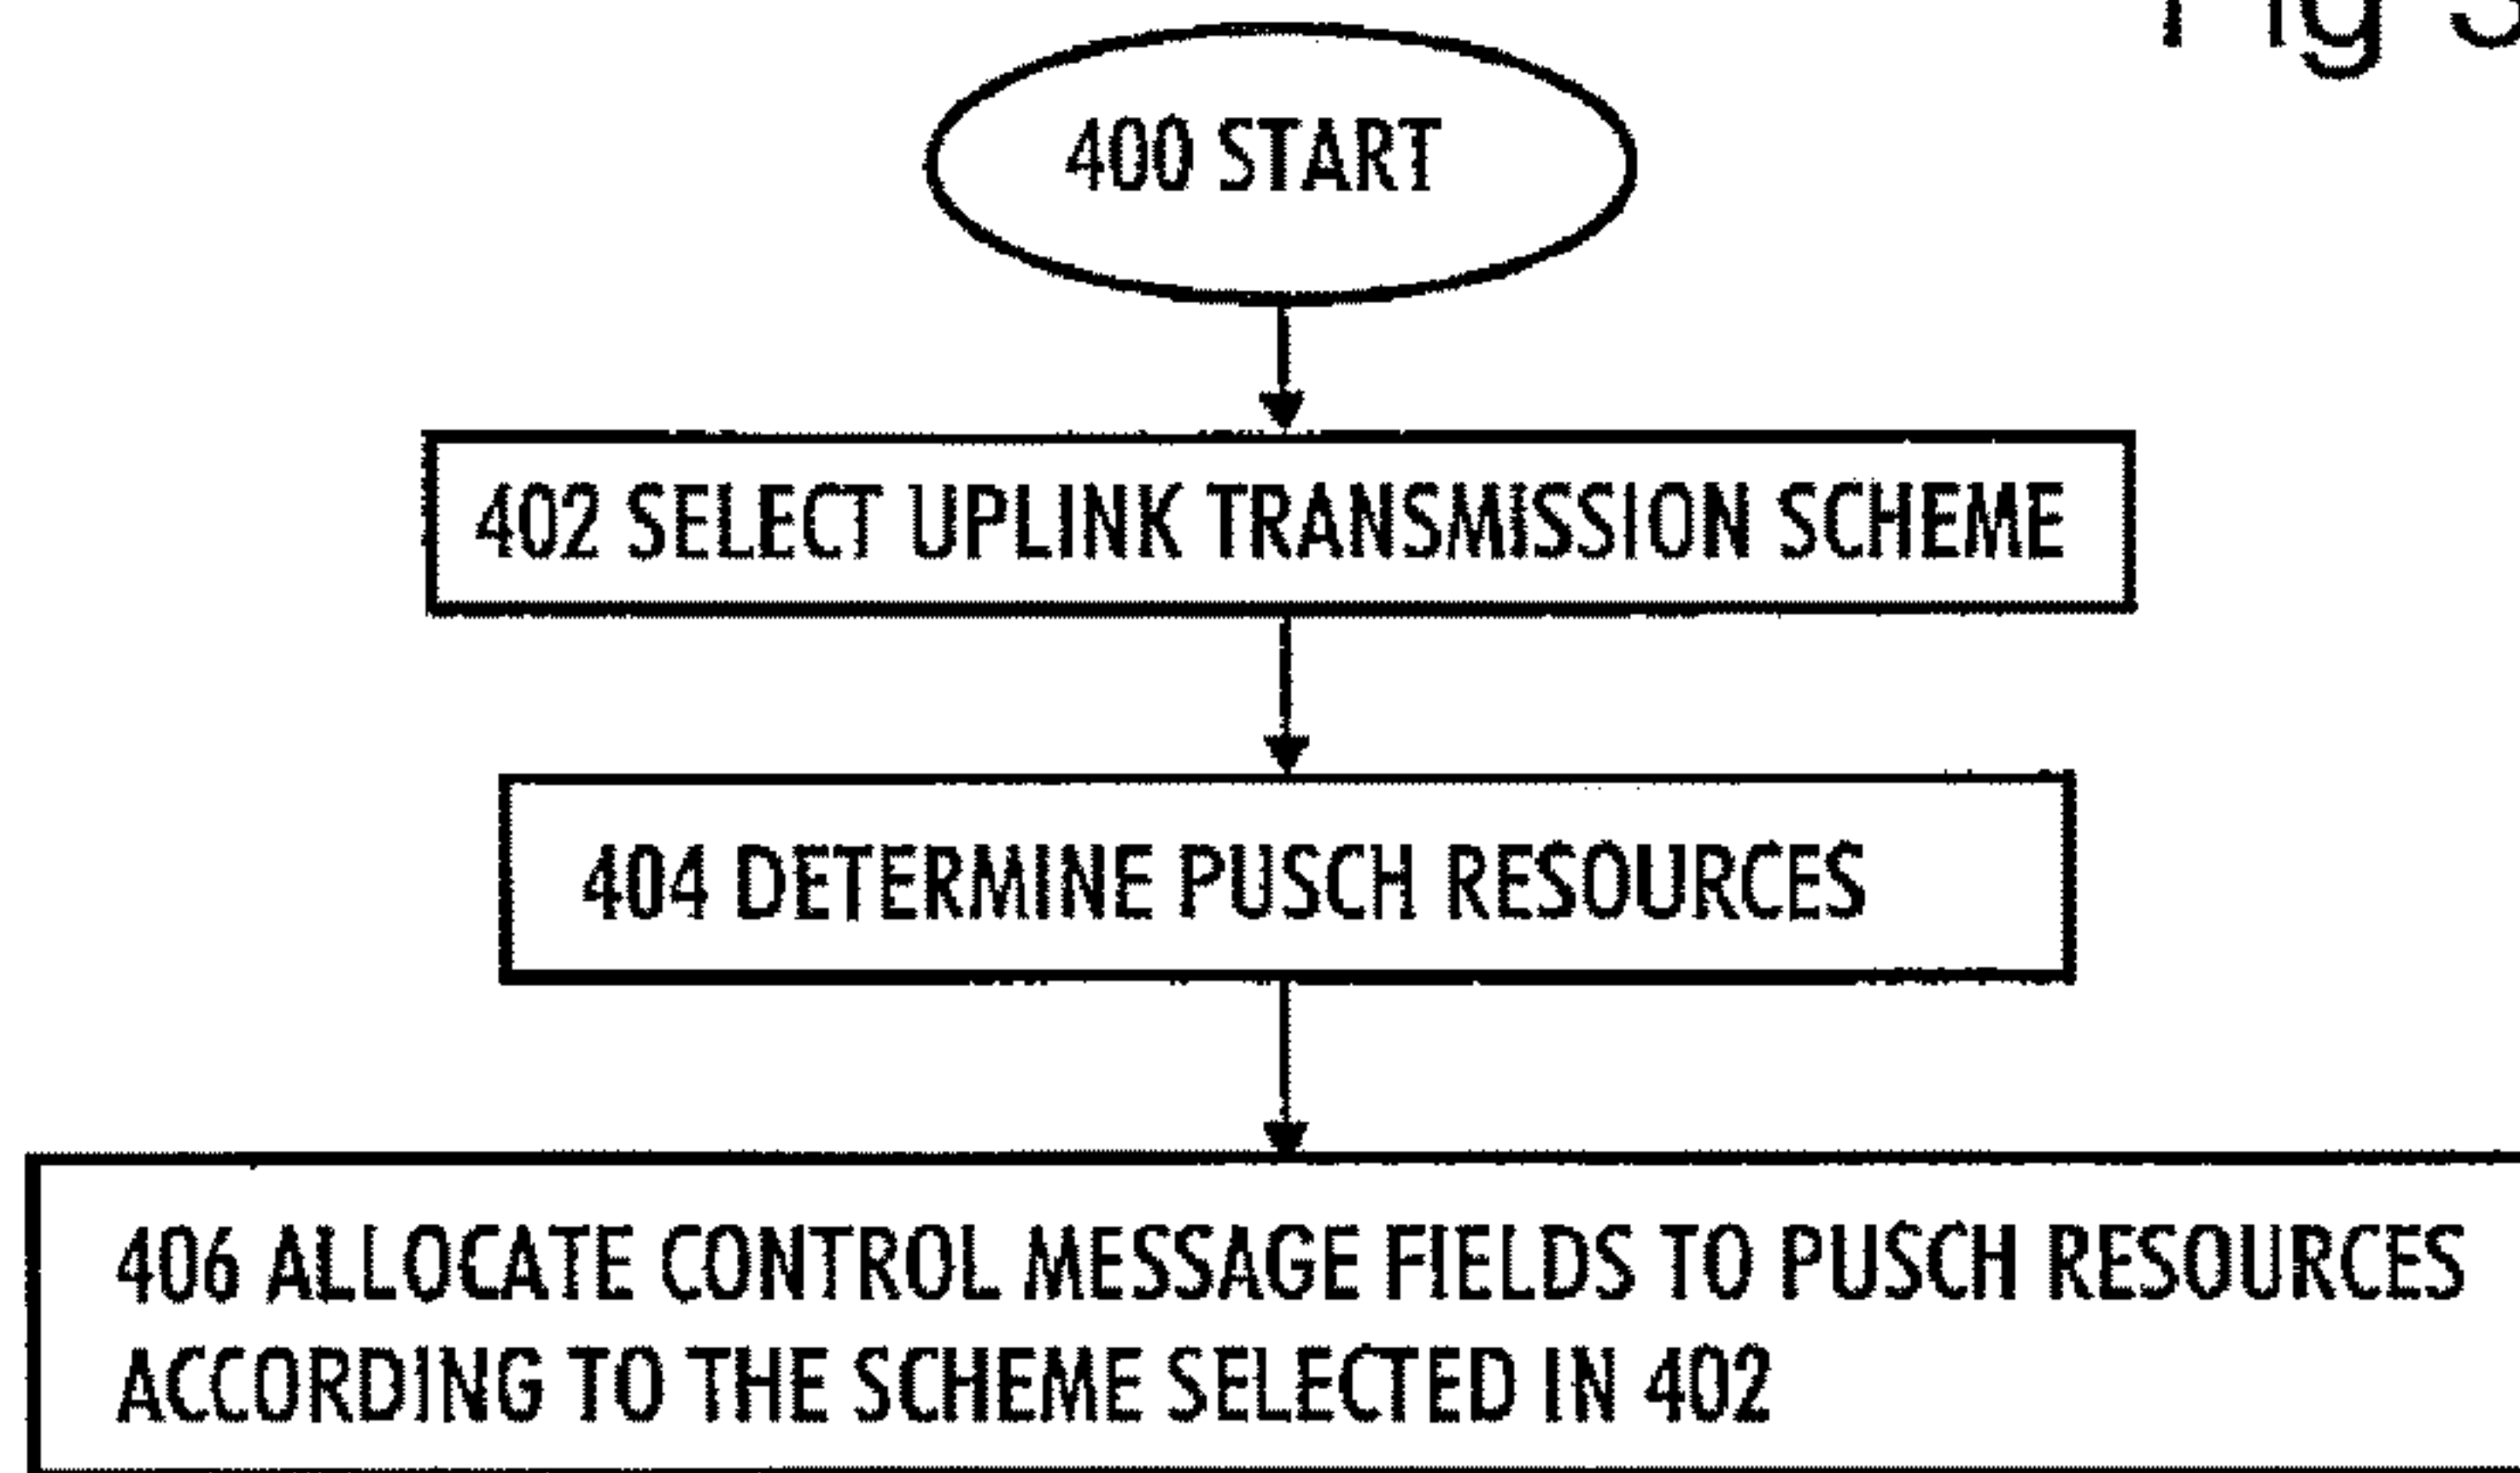 Fig
400 START
402 SELECT UPLINK TRANSMISSION SCHEME
404 DETERMINE PUSCH RESOURCES
406 ALLOCATE CONTROL MESSAGE FIELDS TO PUSCH RESOURCES
ACCORDING TO THE SCHEME SELECTED IN 402